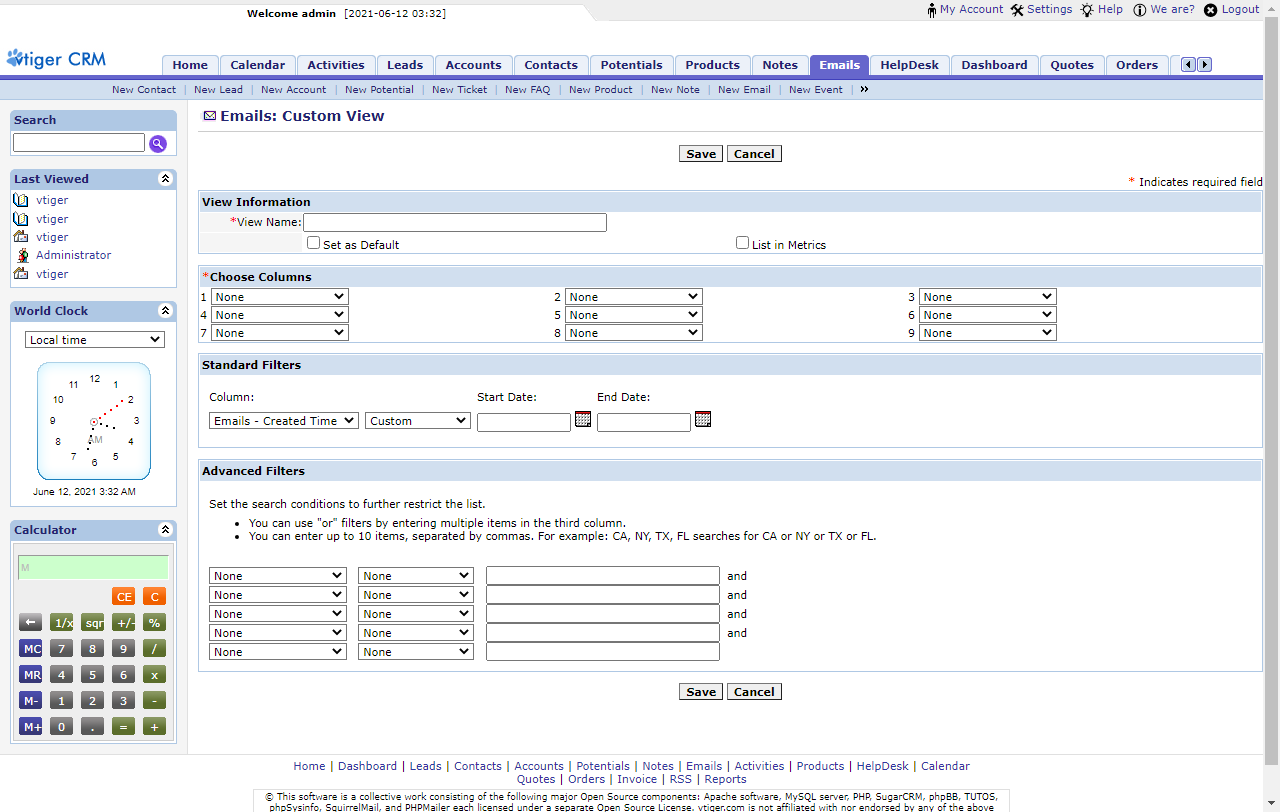 Welcome admin [2021-06-12 03:32]
My Account Settings Help We are? Logout
vtiger CRM
Home Calendar Activities Leads Accounts Contacts Potentials Products Notes Emails HelpDesk Dashboard Quotes Orders
New Contact | New Lead | New Account | New Potential | New Ticket | New FAQ | New Product | New Note | New Email | New Event | »
Search
Last Viewed
vtiger
vtiger
vtiger
Administrator
vtiger
World Clock
Local time
12
11 1
10 2
9 3
AM
8 4
7 5
6
June 12, 2021 3:32 AM
Calculator
M
CE C
← 1/x sqr +/- %
MC 7 8 9 /
MR 4 5 6 x
M- 1 2 3 -
M+ 0 . = +
Emails: Custom View
Save Cancel
* Indicates required field
View Information
*View Name:
Set as Default List in Metrics
*Choose Columns
1 None 2 None 3 None
4 None 5 None 6 None
7 None 8 None 9 None
Standard Filters
Column: Start Date: End Date:
Emails - Created Time Custom
Advanced Filters
Set the search conditions to further restrict the list.
• You can use "or" filters by entering multiple items in the third column.
• You can enter up to 10 items, separated by commas. For example: CA, NY, TX, FL searches for CA or NY or TX or FL.
None None and
None None and
None None and
None None and
None None
Save Cancel
Home | Dashboard | Leads | Contacts | Accounts | Potentials | Notes | Emails | Activities | Products | HelpDesk | Calendar
Quotes | Orders | Invoice | RSS | Reports
© This software is a collective work consisting of the following major Open Source components: Apache software, MySQL server, PHP, SugarCRM, phpBB, TUTOS,
phpSysinfo, SquirrelMail, and PHPMailer each licensed under a separate Open Source License. vtiger.com is not affiliated with nor endorsed by any of the above